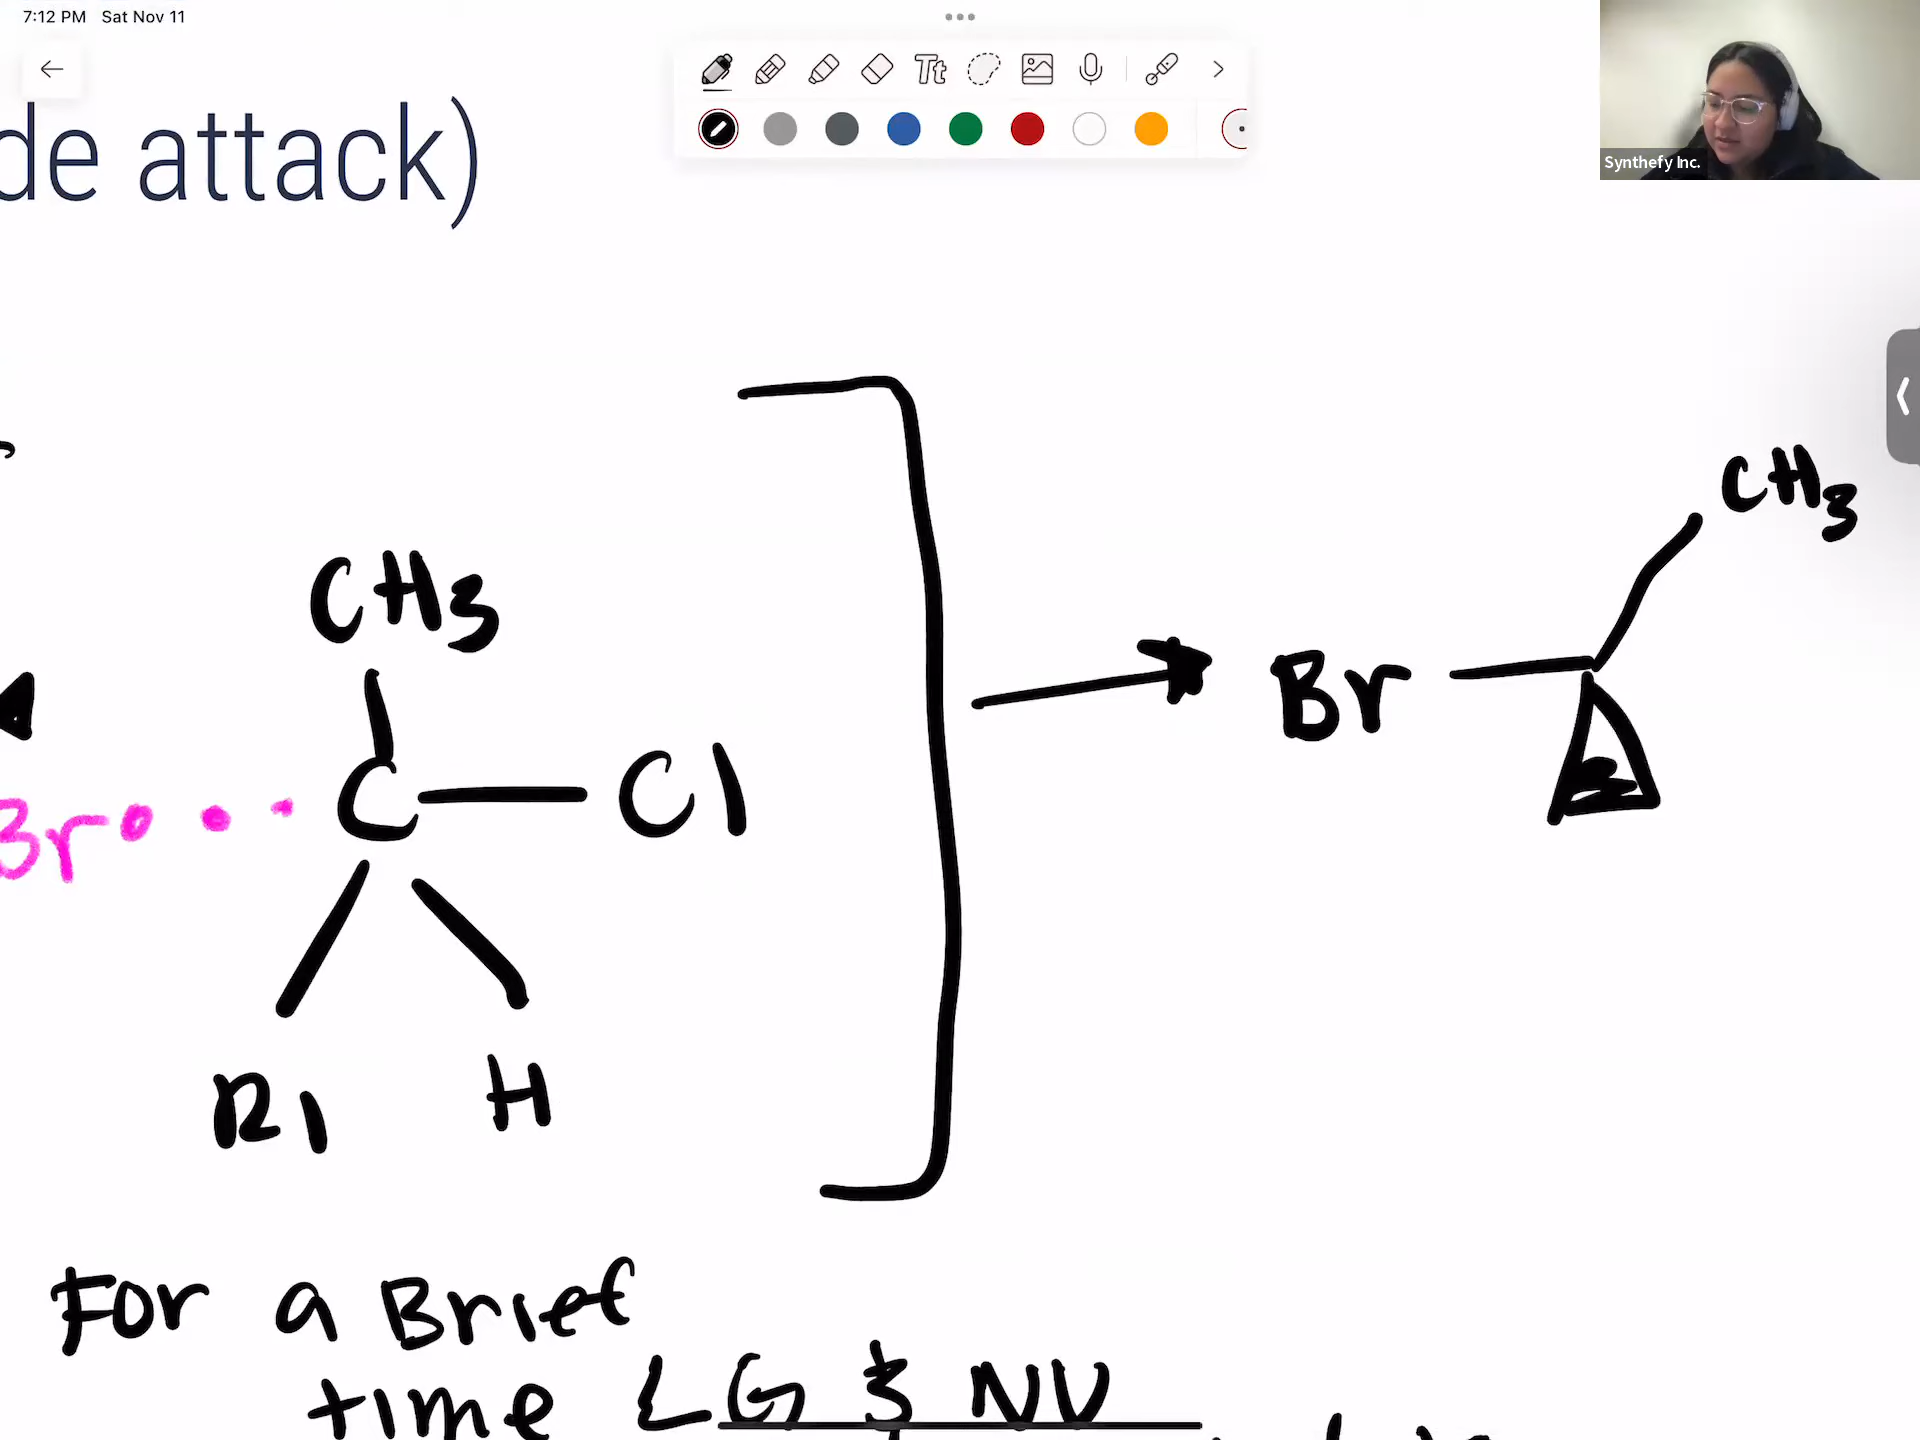 7:12 PM Sat Nov 11
Tt
Synthefy Inc.
de attack)
CH3
CH3
Br
C Cl
Br
R1 H
For a Brief
time LG & NU